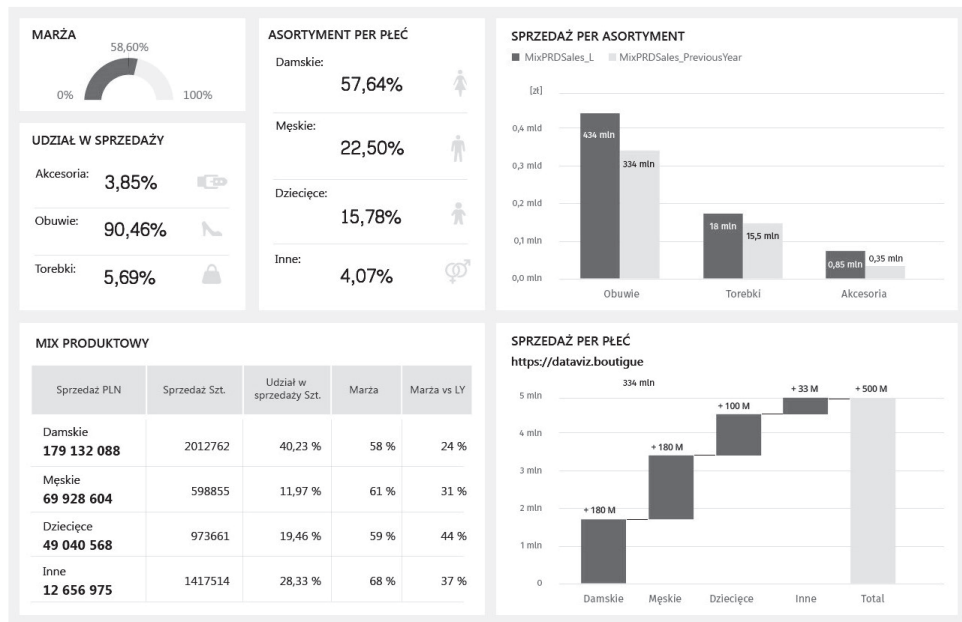 MARŻA
58,60%
0%
100%
UDZIAŁ W SPRZEDAŻY
Akcesoria:
3,85%
Obuwie:
90,46%
Torebki:
5,69%
ASORTYMENT PER PŁEĆ
Damskie:
57,64%
Męskie:
22,50%
Dziecięce:
15,78%
Inne:
4,07%
SPRZEDAŻ PER ASORTYMENT
MixPRDSales_L MixPRDSales_PreviousYear
[zł]
0,4 mld
0,3 mld
0,2 mld
0,1 mld
0,0 mln
434 mln
334 mln
18 mln
15,5 mln
0,85 mln
0,35 mln
Obuwie Torebki Akcesoria
MIX PRODUKTOWY
Sprzedaż PLN Sprzedaż Szt. Udział w sprzedaży Szt. Marża Marża vs LY
Damskie
179 132 088 2012762 40,23 % 58 % 24 %
Męskie
69 928 604 598855 11,97 % 61 % 31 %
Dziecięce
49 040 568 973661 19,46 % 59 % 44 %
Inne
12 656 975 1417514 28,33 % 68 % 37 %
SPRZEDAŻ PER PŁEĆ
https://dataviz.boutigue
334 mln
5 mln
4 mln
3 mln
2 mln
1 mln
0
+ 180 M
+ 180 M
+ 100 M
+ 33 M
+ 500 M
Damskie Męskie Dziecięce Inne Total